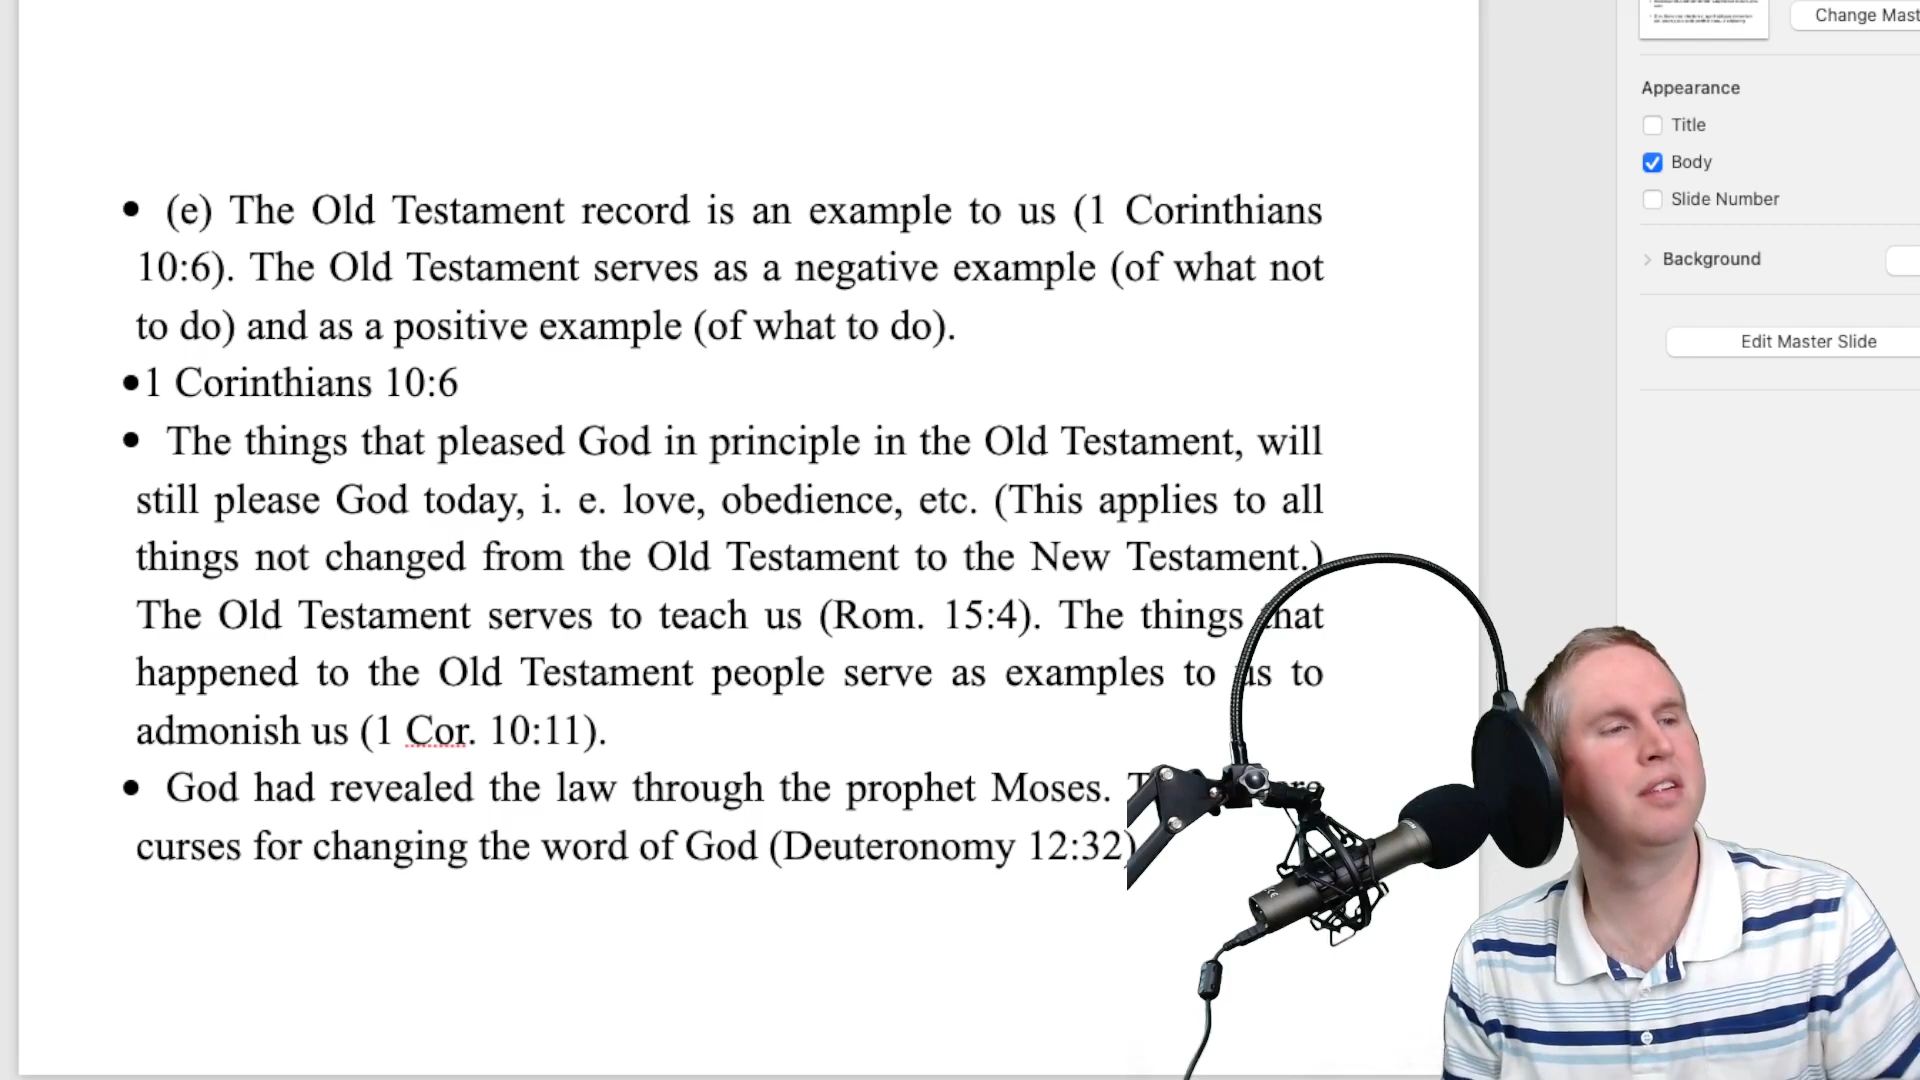 • (e) The Old Testament record is an example to us (1 Corinthians
10:6). The Old Testament serves as a negative example (of what not
to do) and as a positive example (of what to do).
•1 Corinthians 10:6
• The things that pleased God in principle in the Old Testament, will
still please God today, i. e. love, obedience, etc. (This applies to all
things not changed from the Old Testament to the New Testament.)
The Old Testament serves to teach us (Rom. 15:4). The things that
happened to the Old Testament people serve as examples to us to
admonish us (1 Cor. 10:11).
• God had revealed the law through the prophet Moses.
curses for changing the word of God (Deuteronomy 12:32)
Change Mast
Appearance
Title
Body
Slide Number
Background
Edit Master Slide